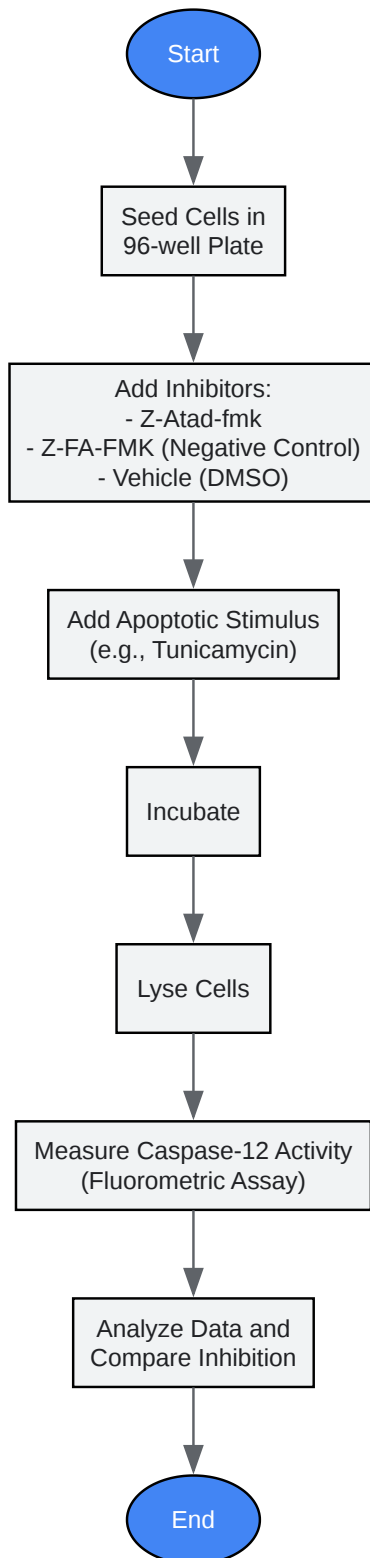 Start
Seed Cells in
96-well Plate
Add Inhibitors:
- Z-Atad-fmk
- Z-FA-FMK (Negative Control)
- Vehicle (DMSO)
Add Apoptotic Stimulus
(e.g., Tunicamycin)
Incubate
Lyse Cells
Measure Caspase-12 Activity
(Fluorometric Assay)
Analyze Data and
Compare Inhibition
End